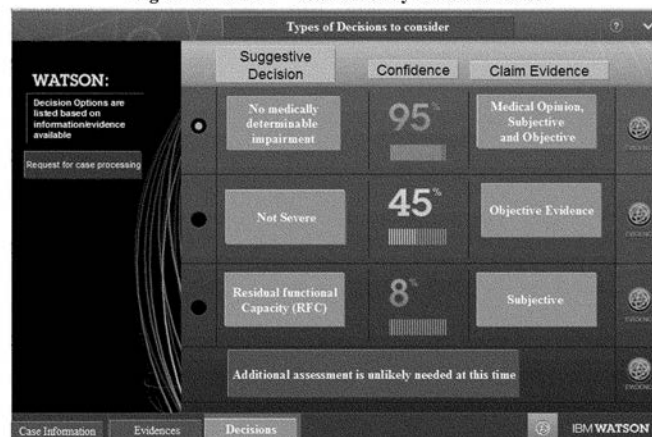 Types of Decisions to consider
?
WATSON:
Decision Options are
listed based on
information/evidence
available
Request for case processing
Suggestive
Decision
Confidence
Claim Evidence
No medically
determinable
impairment
95%
Medical Opinion,
Subjective
and Objective
Not Severe
45%
Objective Evidence
Residual functional
Capacity (RFC)
8%
Subjective
Additional assessment is unlikely needed at this time
Case Information
Evidences
Decisions
IBM WATSON